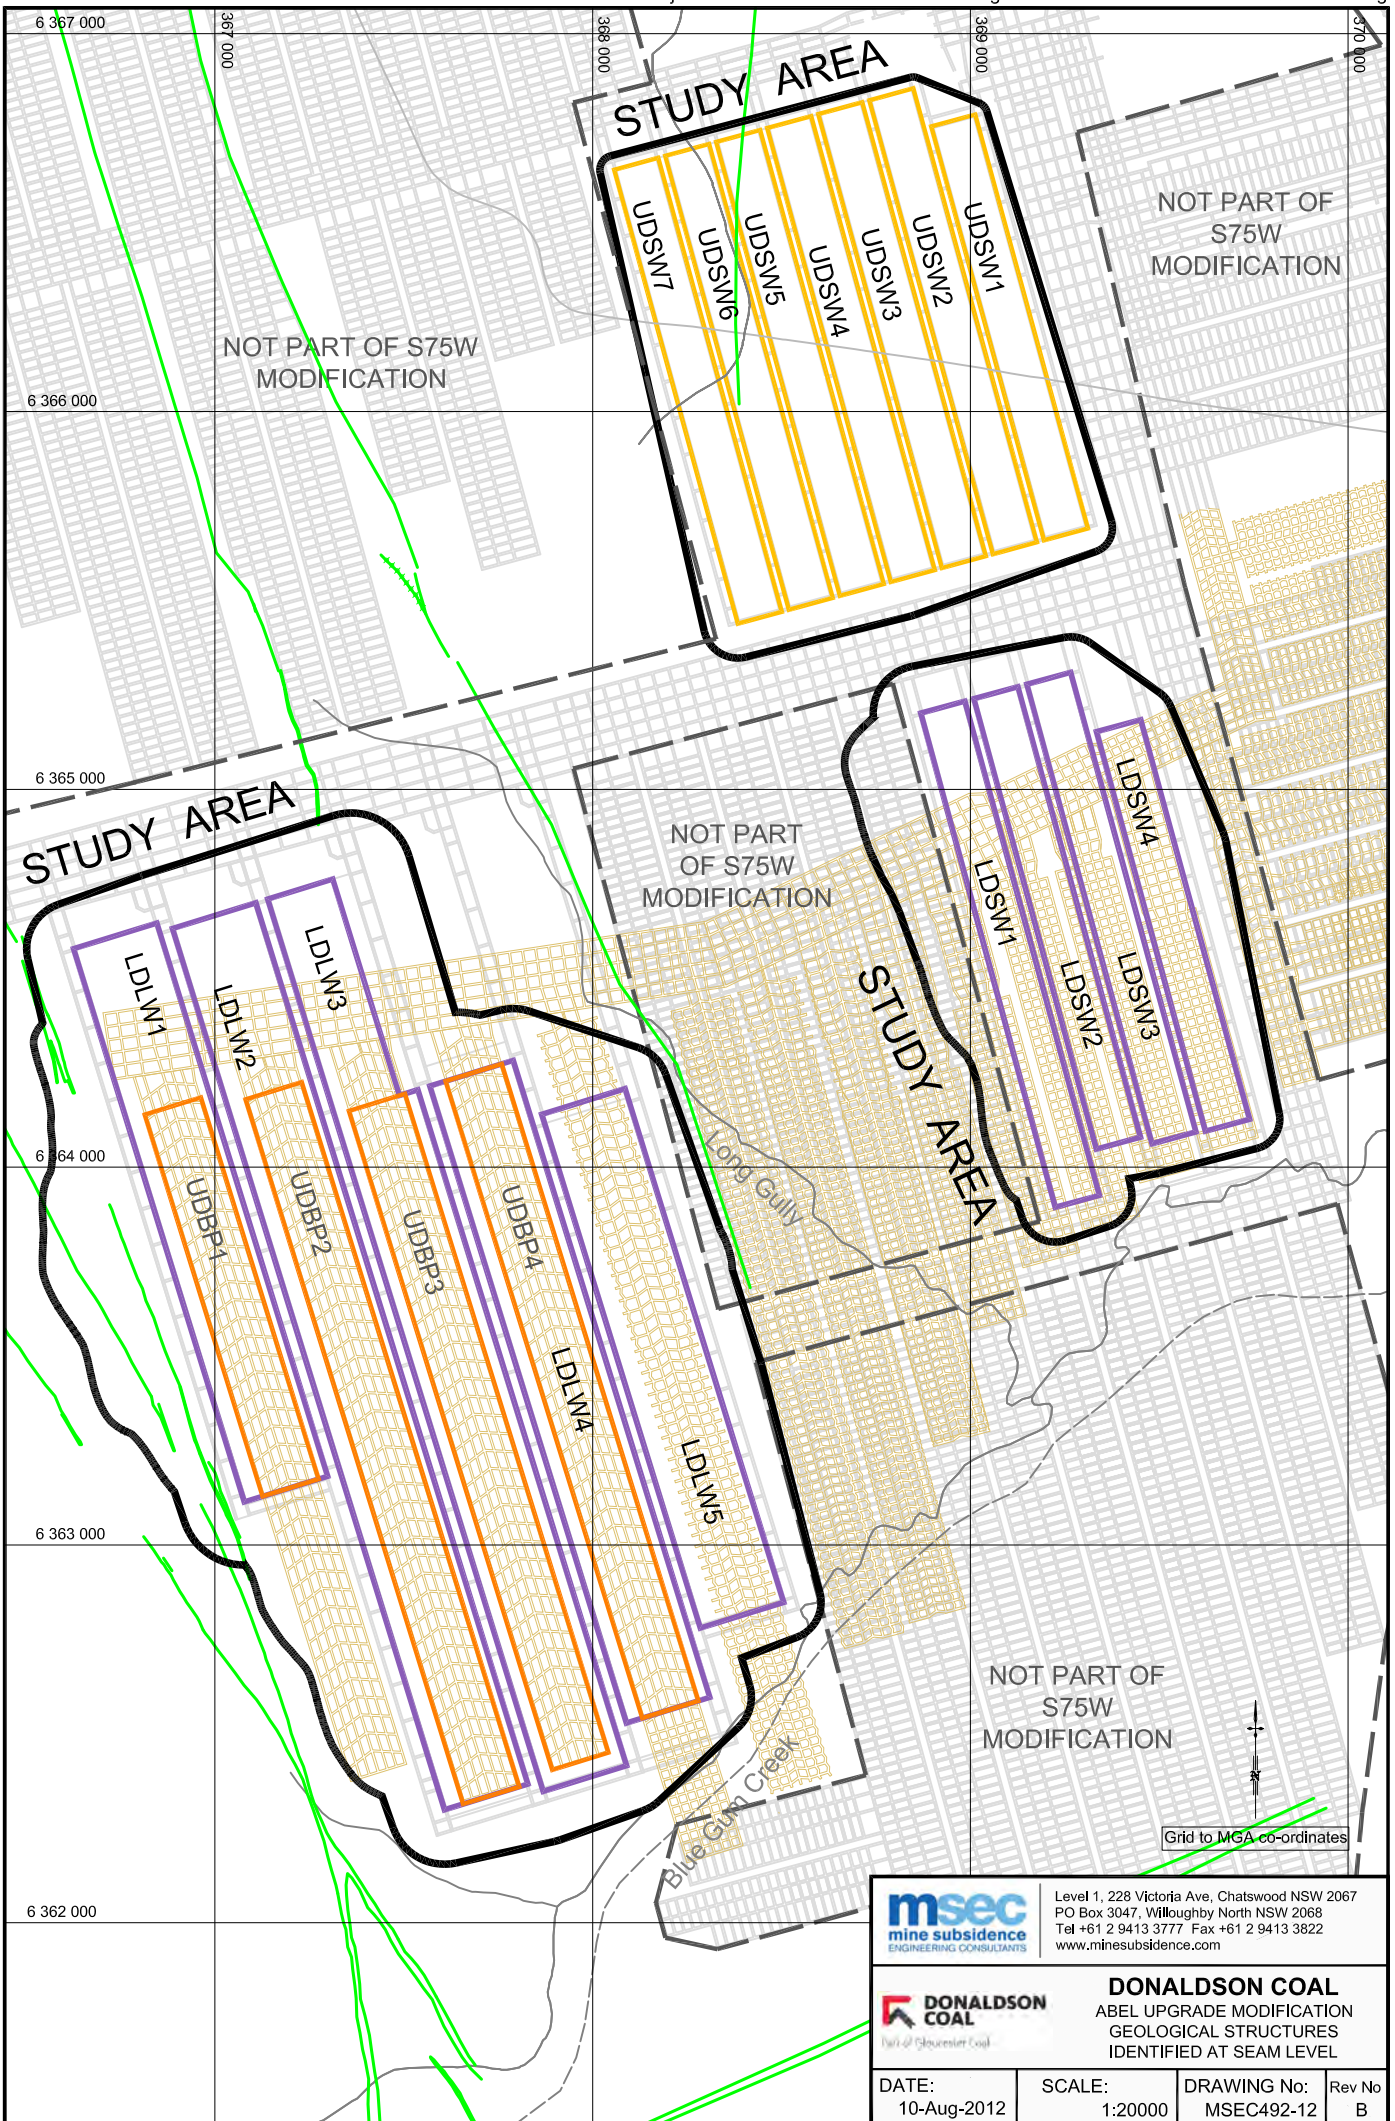 6 367 000
367 000
368 000
369 000
370 000
STUDY AREA
NOT PART OF
S75W
MODIFICATION
UDSW7
UDSW6
UDSW5
UDSW4
UDSW3
UDSW2
UDSW1
NOT PART OF S75W
MODIFICATION
6 366 000
6 365 000
STUDY AREA
NOT PART
OF S75W
MODIFICATION
LDSW4
LDSW1
LDSW2
LDSW3
STUDY AREA
LDLW1
LDLW2
LDLW3
6 364 000
Long Gully
UDBP1
UDBP2
UDBP3
UDBP4
LDLW4
LDLW5
6 363 000
NOT PART OF
S75W
MODIFICATION
N
Blue Gum Creek
Grid to MGA co-ordinates
6 362 000
msec
mine subsidence
ENGINEERING CONSULTANTS
Level 1, 228 Victoria Ave, Chatswood NSW 2067
PO Box 3047, Willoughby North NSW 2068
Tel +61 2 9413 3777 Fax +61 2 9413 3822
www.minesubsidence.com
DONALDSON
COAL
Part of Gloucester Coal
DONALDSON COAL
ABEL UPGRADE MODIFICATION
GEOLOGICAL STRUCTURES
IDENTIFIED AT SEAM LEVEL
DATE:
10-Aug-2012
SCALE:
1:20000
DRAWING No:
MSEC492-12
Rev No
B